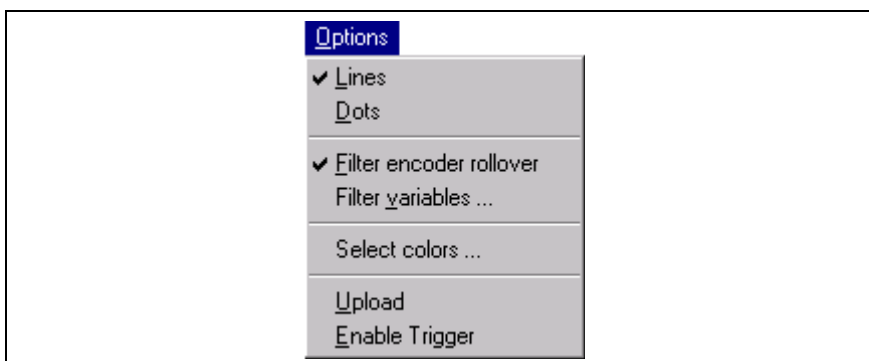 Options
✔ Lines
Dots
✔ Filter encoder rollover
Filter variables ...
Select colors ...
Upload
Enable Trigger